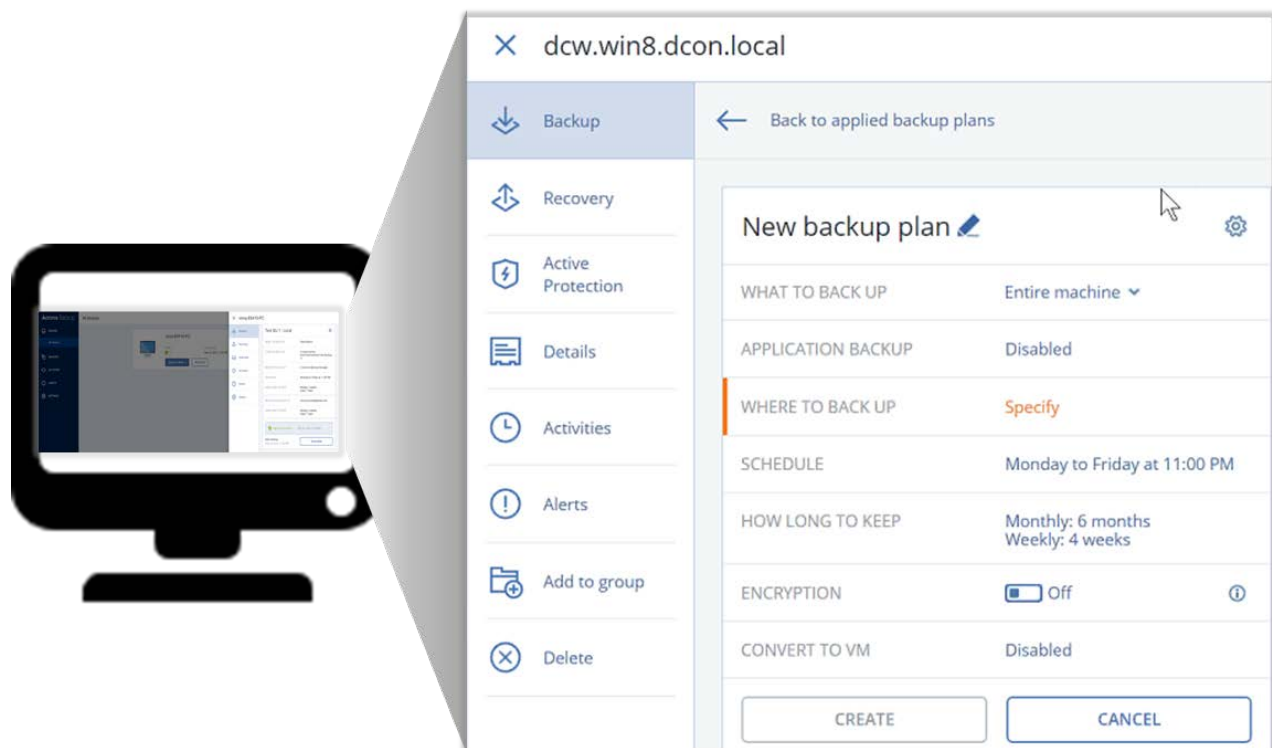 dcw.win8.dcon.local
Backup
Back to applied backup plans
Recovery
Active
Protection
Details
Activities
Alerts
Add to group
Delete
New backup plan
WHAT TO BACK UP
Entire machine
APPLICATION BACKUP
Disabled
WHERE TO BACK UP
Specify
SCHEDULE
Monday to Friday at 11:00 PM
HOW LONG TO KEEP
Monthly: 6 months
Weekly: 4 weeks
ENCRYPTION
Off
CONVERT TO VM
Disabled
CREATE
CANCEL